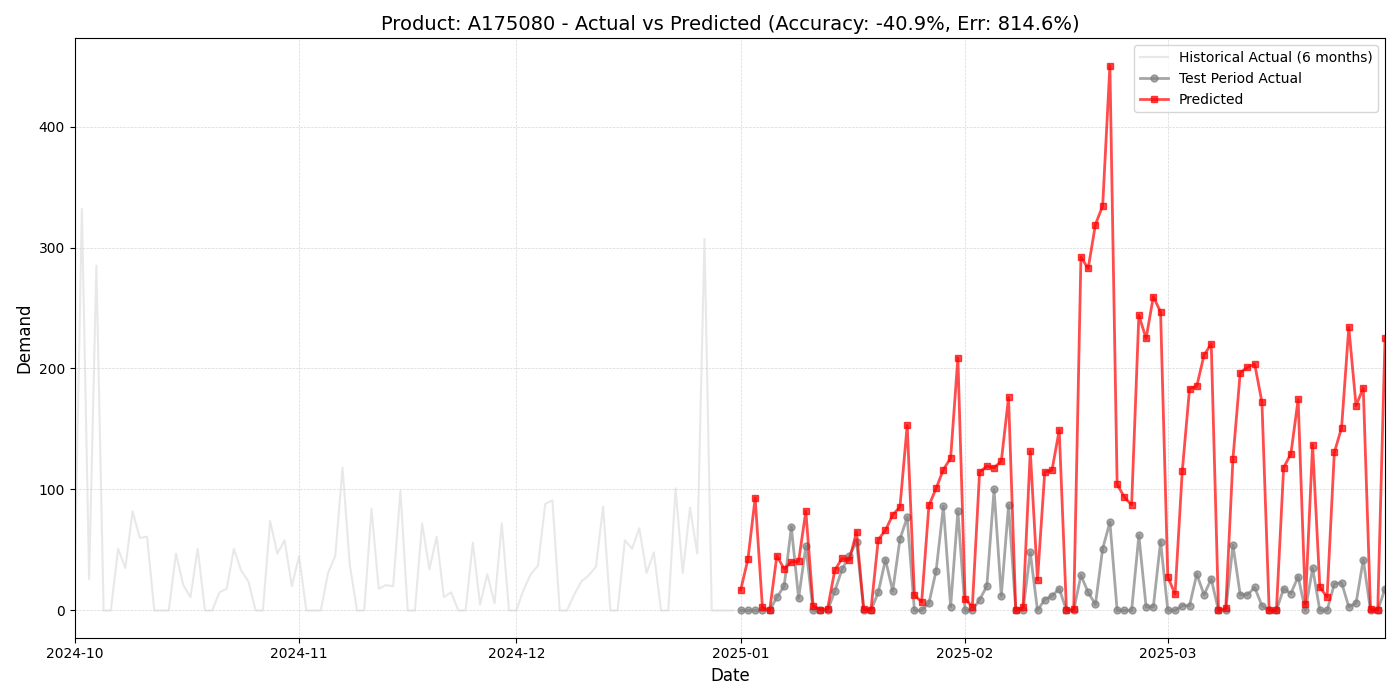 Product: A175080 - Actual vs Predicted (Accuracy: -40.9%, Err: 814.6%)
Historical Actual (6 months)
Test Period Actual
Predicted
400
300
200
100
0
Demand
2024-10
2024-11
2024-12
2025-01
2025-02
2025-03
Date